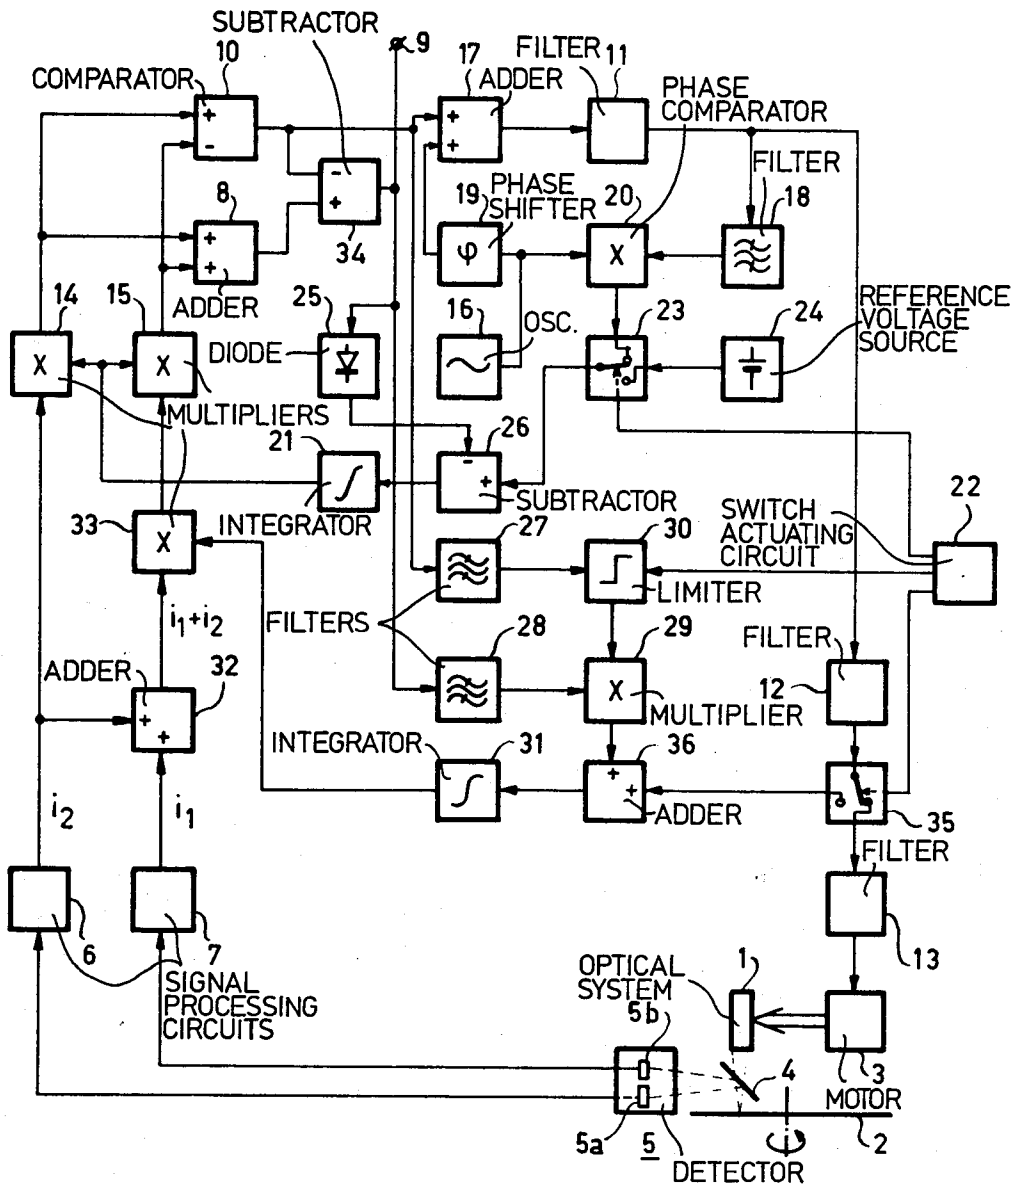 SUBTRACTOR
10
9
17
FILTER
11
COMPARATOR
ADDER
PHASE
COMPARATOR
+
-
+
+
8
-
+
34
19
PHASE
SHIFTER
20
FILTER
18
+
+
ADDER
φ
X
14
15
25
16
OSC.
23
24
REFERENCE
VOLTAGE
SOURCE
X
X
DIODE
MULTIPLIERS
21
26
-
+
SUBTRACTOR
INTEGRATOR
33
X
27
30
SWITCH
ACTUATING
CIRCUIT
22
LIMITER
i1+i2
FILTERS
28
29
FILTER
12
ADDER
32
+
+
X
MULTIPLIER
INTEGRATOR
31
36
+
+
ADDER
35
i2
i1
FILTER
6
7
13
SIGNAL
PROCESSING
CIRCUITS
OPTICAL
SYSTEM
1
5b
4
3
MOTOR
2
5a
5
DETECTOR